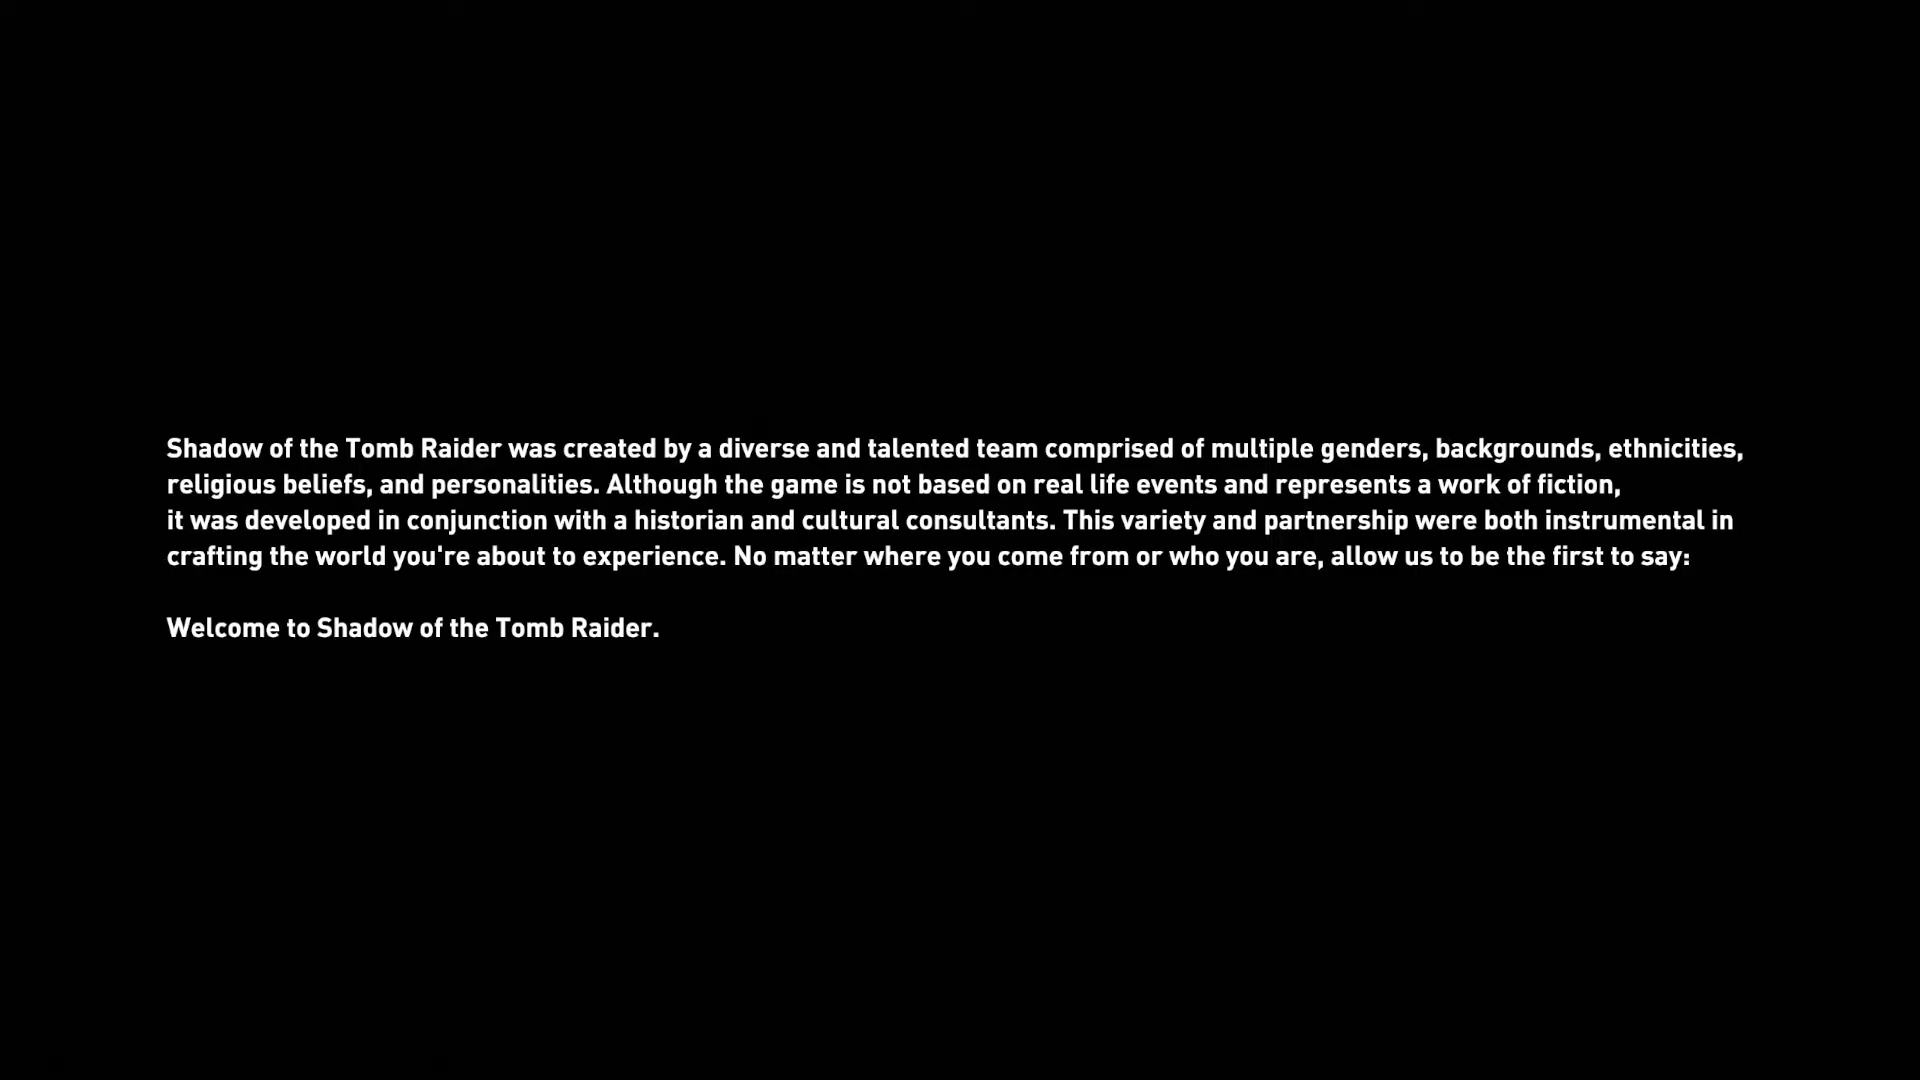 Shadow of the Tomb Raider was created by a diverse and talented team comprised of multiple genders, backgrounds, ethnicities,
religious beliefs, and personalities. Although the game is not based on real life events and represents a work of fiction,
it was developed in conjunction with a historian and cultural consultants. This variety and partnership were both instrumental in
crafting the world you're about to experience. No matter where you come from or who you are, allow us to be the first to say:
Welcome to Shadow of the Tomb Raider.